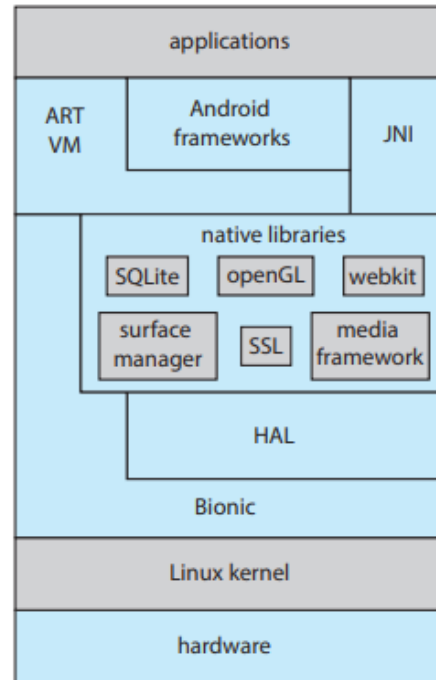 applications
ART
VM
Android
frameworks
JNI
native libraries
SQLite
openGL
webkit
surface
manager
SSL
media
framework
HAL
Bionic
Linux kernel
hardware